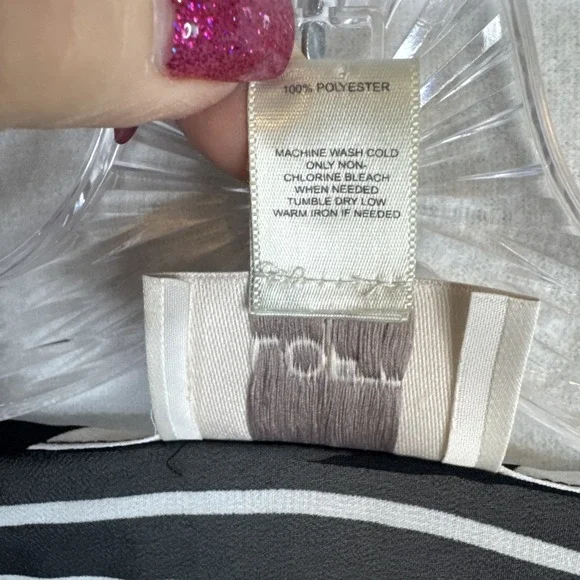 100% POLYESTER
MACHINE WASH COLD
ONLY NON-
CHLORINE BLEACH
WHEN NEEDED
TUMBLE DRY LOW
WARM IRON IF NEEDED